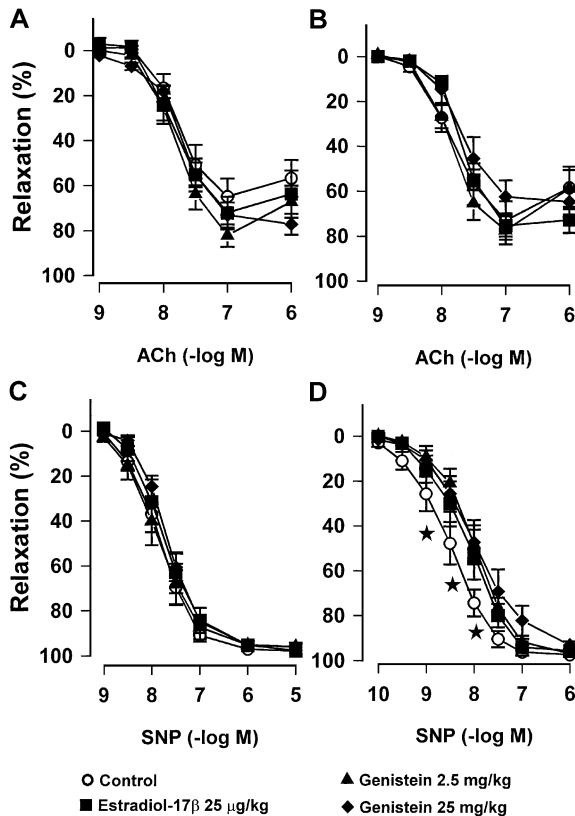 A
B
0
20
40
60
80
100
Relaxation (%)
9 8 7 6
ACh (-log M)
0
20
40
60
80
100
9 8 7 6
ACh (-log M)
C
D
0
20
40
60
80
100
Relaxation (%)
9 8 7 6 5
SNP (-log M)
0
20
40
60
80
100
10 9 8 7 6
SNP (-log M)
Control
Genistein 2.5 mg/kg
Estradiol-17β 25 µg/kg
Genistein 25 mg/kg